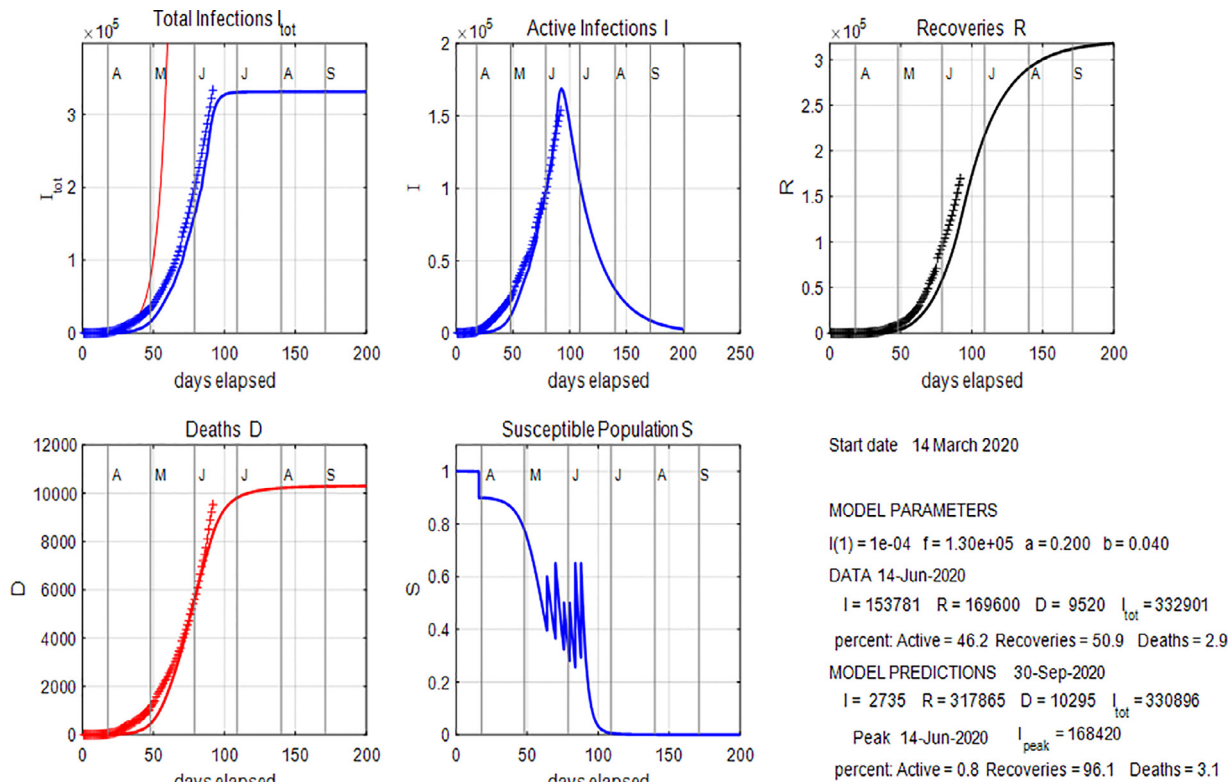 Total Infections I_tot
×10^5
A M J J A S
I_tot
3
2
1
0
0 50 100 150 200
days elapsed
Active Infections I
×10^5
A M J J A S
I
2
1.5
1
0.5
0
0 50 100 150 200 250
days elapsed
Recoveries R
×10^5
A M J J A S
R
3
2.5
2
1.5
1
0.5
0
0 50 100 150 200
days elapsed
Deaths D
A M J J A S
D
12000
10000
8000
6000
4000
2000
0
0 50 100 150 200
days elapsed
Susceptible Population S
A M J J A S
S
1
0.8
0.6
0.4
0.2
0
0 50 100 150 200 250
days elapsed
Start date 14 March 2020
MODEL PARAMETERS
I(1) = 1e-04 f = 1.30e+05 a = 0.200 b = 0.040
DATA 14-Jun-2020
I = 153781 R = 169600 D = 9520 I_tot = 332901
percent: Active = 46.2 Recoveries = 50.9 Deaths = 2.9
MODEL PREDICTIONS 30-Sep-2020
I = 2735 R = 317865 D = 10295 I_tot = 330896
Peak 14-Jun-2020 I_peak = 168420
percent: Active = 0.8 Recoveries = 96.1 Deaths = 3.1